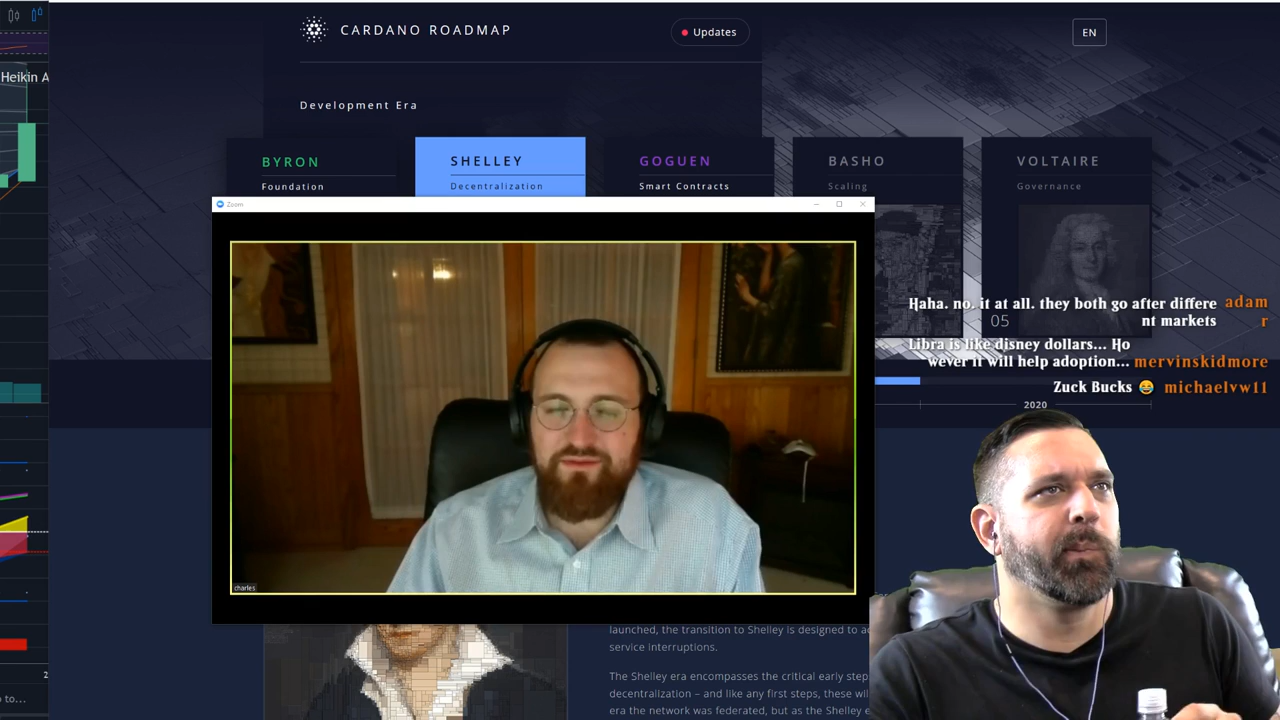 Heikin A
CARDANO ROADMAP
Updates
EN
Development Era
BYRON
Foundation
SHELLEY
Decentralization
GOGUEN
Smart Contracts
BASHO
Scaling
VOLTAIRE
Governance
Zoom
Haha. no. it at all. they both go after differe adam
nt markets r
05
Libra is like disney dollars... Ho
wever it will help adoption... mervinskidmore
Zuck Bucks 😂 michaelvw11
2020
charles
launched, the transition to Shelley is designed to
service interruptions.
The Shelley era encompasses the critical early step
decentralization – and like any first steps, these wil
era the network was federated, but as the Shelley e
2
to...